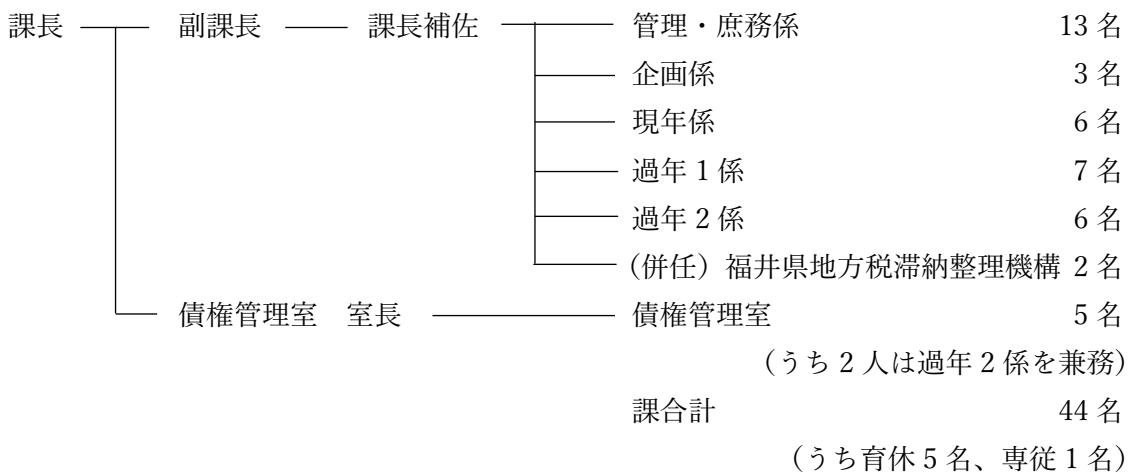 課長 副課長 課長補佐 管理・庶務係 13 名
企画係 3 名
現年係 6 名
過年 1 係 7 名
過年 2 係 6 名
（併任）福井県地方税滞納整理機構 2 名
債権管理室 室長 債権管理室 5 名
（うち 2 人は過年 2 係を兼務）
課合計 44 名
（うち育休 5 名、専従 1 名）